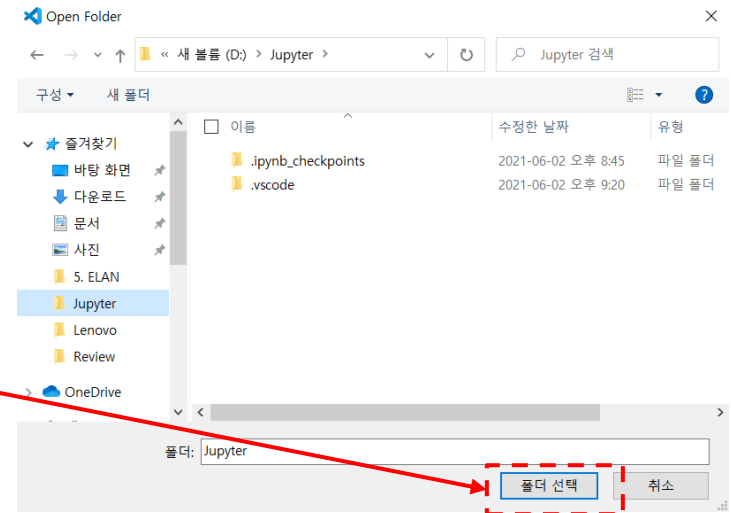 Open Folder
« 새 볼륨 (D:) > Jupyter >
Jupyter 검색
구성
새 폴더
?
이름
수정한 날짜
유형
즐겨찾기
바탕 화면
다운로드
문서
사진
5. ELAN
Jupyter
Lenovo
Review
OneDrive
.ipynb_checkpoints 2021-06-02 오후 8:45 파일 폴더
.vscode 2021-06-02 오후 9:20 파일 폴더
폴더: Jupyter
폴더 선택
취소